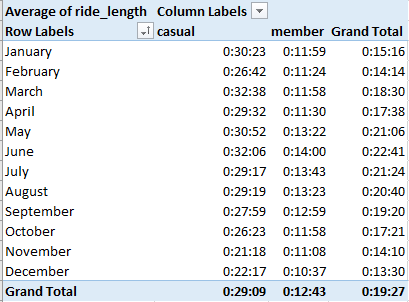 Average of ride_length Column Labels
Row Labels casual member Grand Total
January 0:30:23 0:11:59 0:15:16
February 0:26:42 0:11:24 0:14:14
March 0:32:38 0:11:58 0:18:30
April 0:29:32 0:11:30 0:17:38
May 0:30:52 0:13:22 0:21:06
June 0:32:06 0:14:00 0:22:41
July 0:29:17 0:13:43 0:21:24
August 0:29:19 0:13:23 0:20:40
September 0:27:59 0:12:59 0:19:20
October 0:26:23 0:11:58 0:17:21
November 0:21:18 0:11:08 0:14:10
December 0:22:17 0:10:37 0:13:30
Grand Total 0:29:09 0:12:43 0:19:27